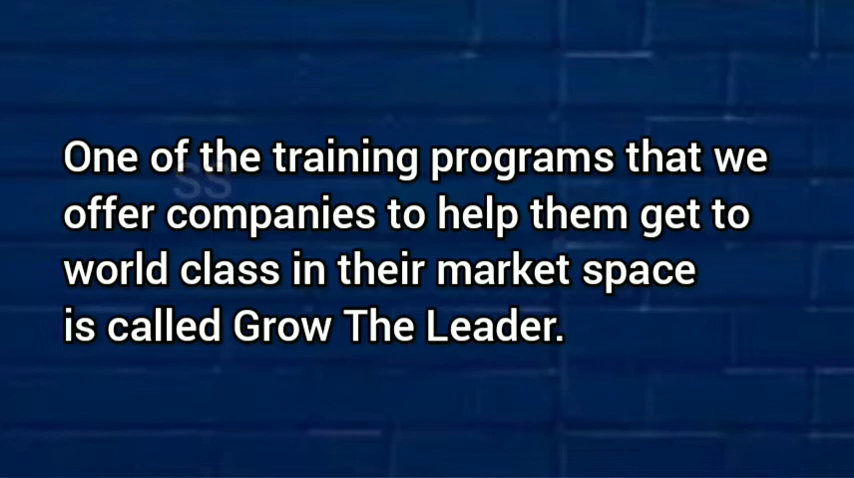 One of the training programs that we
offer companies to help them get to
world class in their market space
is called Grow The Leader.
SS